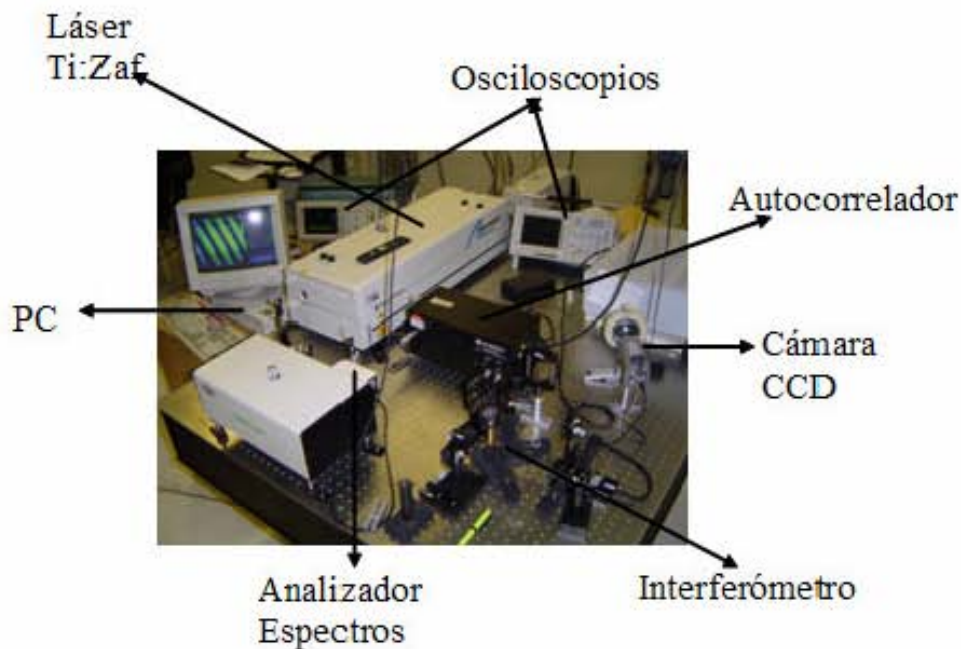 Láser
Ti:Zaf
Osciloscopios
Autocorrelador
PC
Cámara
CCD
Analizador
Espectros
Interferómetro